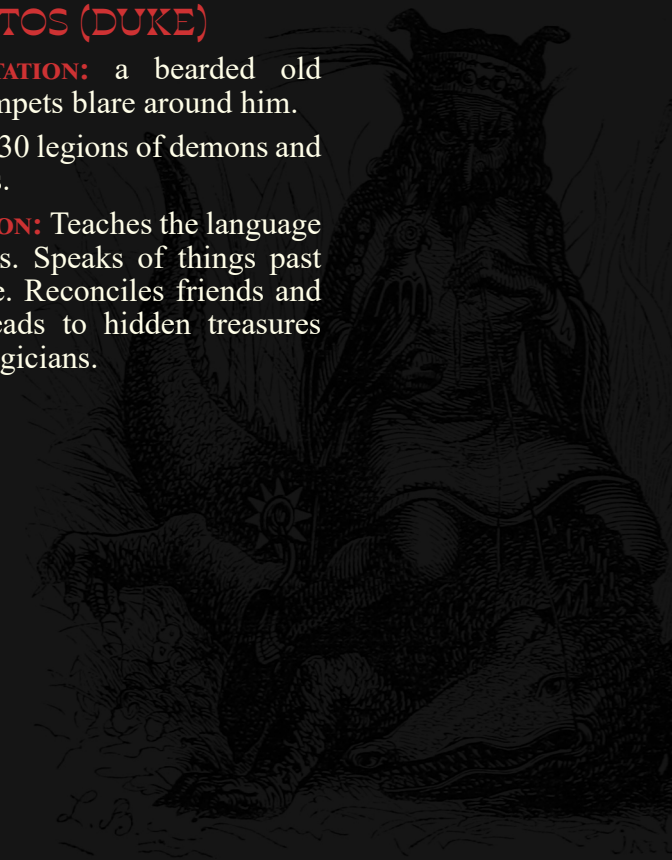 TOS (DUKE)
TATION: a bearded old
mpets blare around him.
30 legions of demons and
s.
ON: Teaches the language
s. Speaks of things past
e. Reconciles friends and
eads to hidden treasures
gicians.
L. B.